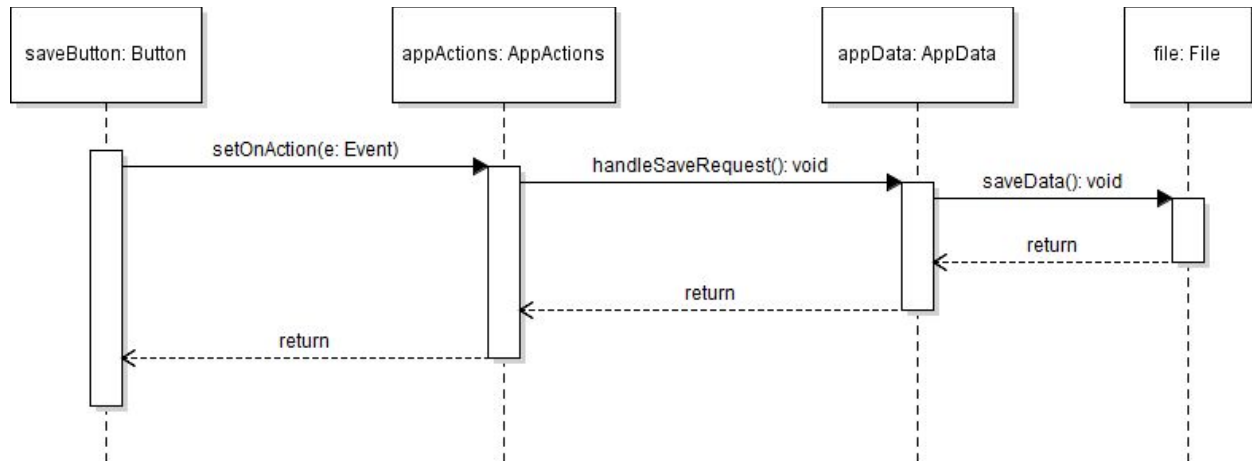 saveButton: Button
appActions: AppActions
appData: AppData
file: File
setOnAction(e: Event)
handleSaveRequest(): void
saveData(): void
return
return
return